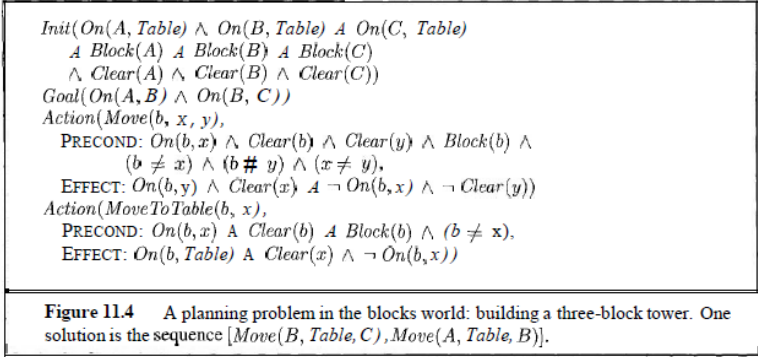 Init(On(A, Table) ∧ On(B, Table) A On(C, Table)
A Block(A) A Block(B) A Block(C)
∧ Clear(A) ∧ Clear(B) ∧ Clear(C))
Goal(On(A, B) ∧ On(B, C))
Action(Move(b, x, y),
PRECOND: On(b, x) ∧ Clear(b) ∧ Clear(y) ∧ Block(b) ∧
(b ≠ x) ∧ (b # y) ∧ (x ≠ y),
EFFECT: On(b, y) ∧ Clear(x) A ¬ On(b, x) ∧ ¬ Clear(y))
Action(MoveToTable(b, x),
PRECOND: On(b, x) A Clear(b) A Block(b) ∧ (b ≠ x),
EFFECT: On(b, Table) A Clear(x) ∧ ¬ On(b, x))
Figure 11.4 A planning problem in the blocks world: building a three-block tower. One
solution is the sequence [Move(B, Table, C), Move(A, Table, B)].